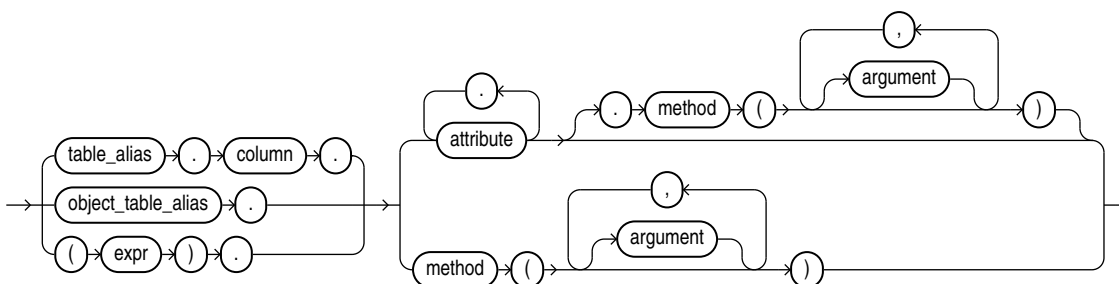 ,
. argument
attribute . method ( )
table_alias . column .
object_table_alias .
( expr ) .
,
argument
method ( )